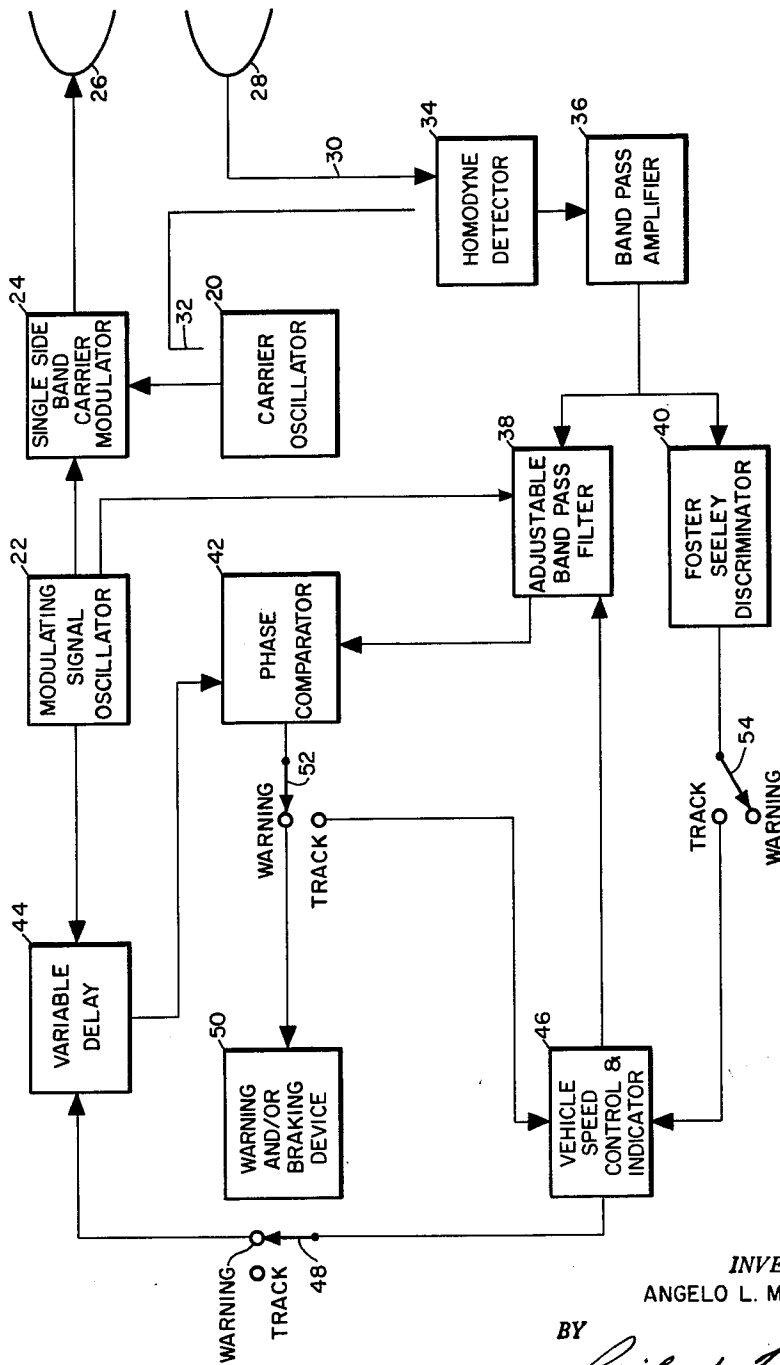 26
28
24
SINGLE SIDE
BAND
CARRIER
MODULATOR
32
20
CARRIER
OSCILLATOR
30
34
HOMODYNE
DETECTOR
36
BAND PASS
AMPLIFIER
22
MODULATING
SIGNAL
OSCILLATOR
42
PHASE
COMPARATOR
38
ADJUSTABLE
BAND PASS
FILTER
40
FOSTER
SEELEY
DISCRIMINATOR
44
VARIABLE
DELAY
52
WARNING
TRACK
50
WARNING
AND/OR
BRAKING
DEVICE
46
VEHICLE
SPEED
CONTROL &
INDICATOR
54
TRACK
WARNING
48
WARNING
TRACK
INVE
ANGELO L. M
BY